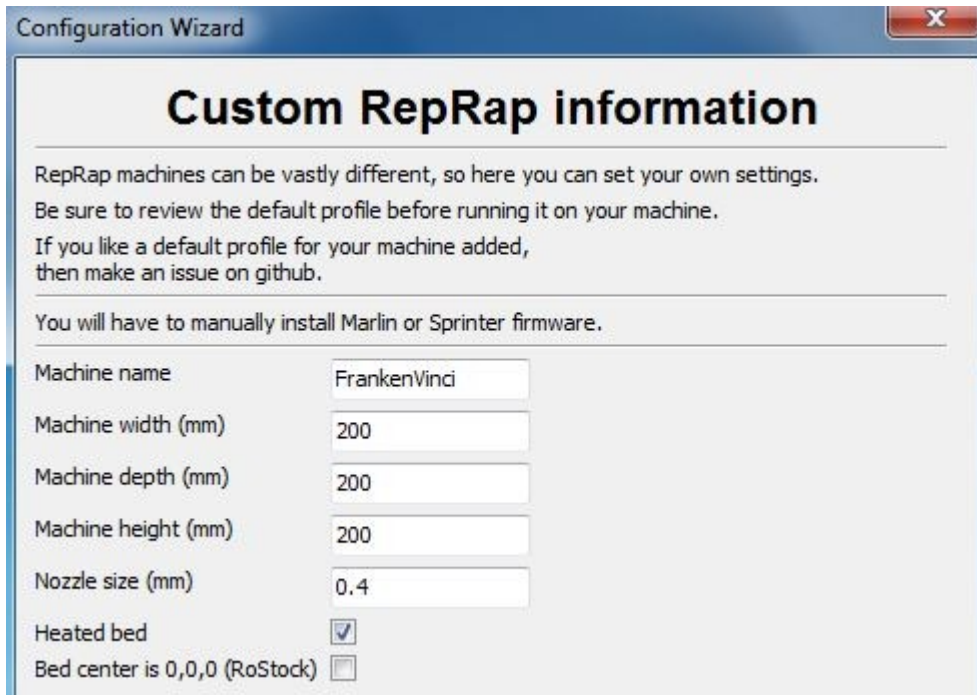 Configuration Wizard
Custom RepRap information
RepRap machines can be vastly different, so here you can set your own settings.
Be sure to review the default profile before running it on your machine.
If you like a default profile for your machine added,
then make an issue on github.
You will have to manually install Marlin or Sprinter firmware.
Machine name FrankenVinci
Machine width (mm) 200
Machine depth (mm) 200
Machine height (mm) 200
Nozzle size (mm) 0.4
Heated bed
Bed center is 0,0,0 (RoStock)